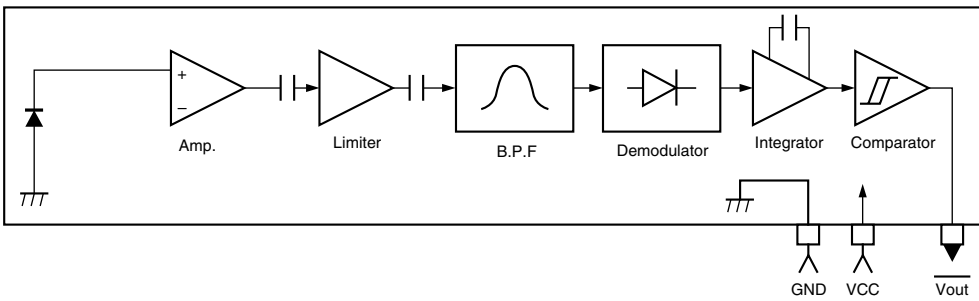 +
−
Amp.
Limiter
B.P.F
Demodulator
Integrator
Comparator
GND
VCC
Vout